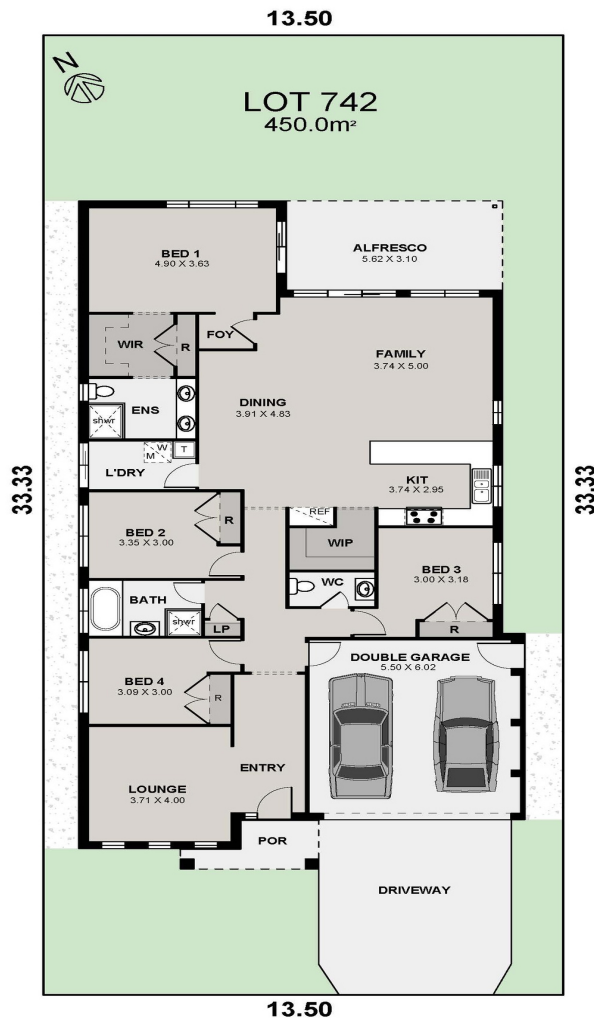 13.50
N
LOT 742
450.0m²
BED 1
4.90 X 3.63
ALFRESCO
5.62 X 3.10
WIR
R
FOY
FAMILY
3.74 X 5.00
DINING
3.91 X 4.83
ENS
shwr
33.33
33.33
L'DRY
W
M
T
KIT
3.74 X 2.95
BED 2
3.35 X 3.00
R
REF
WIP
BED 3
3.00 X 3.18
R
WC
BATH
shwr
LP
BED 4
3.09 X 3.00
R
DOUBLE GARAGE
5.50 X 6.02
ENTRY
LOUNGE
3.71 X 4.00
POR
DRIVEWAY
13.50